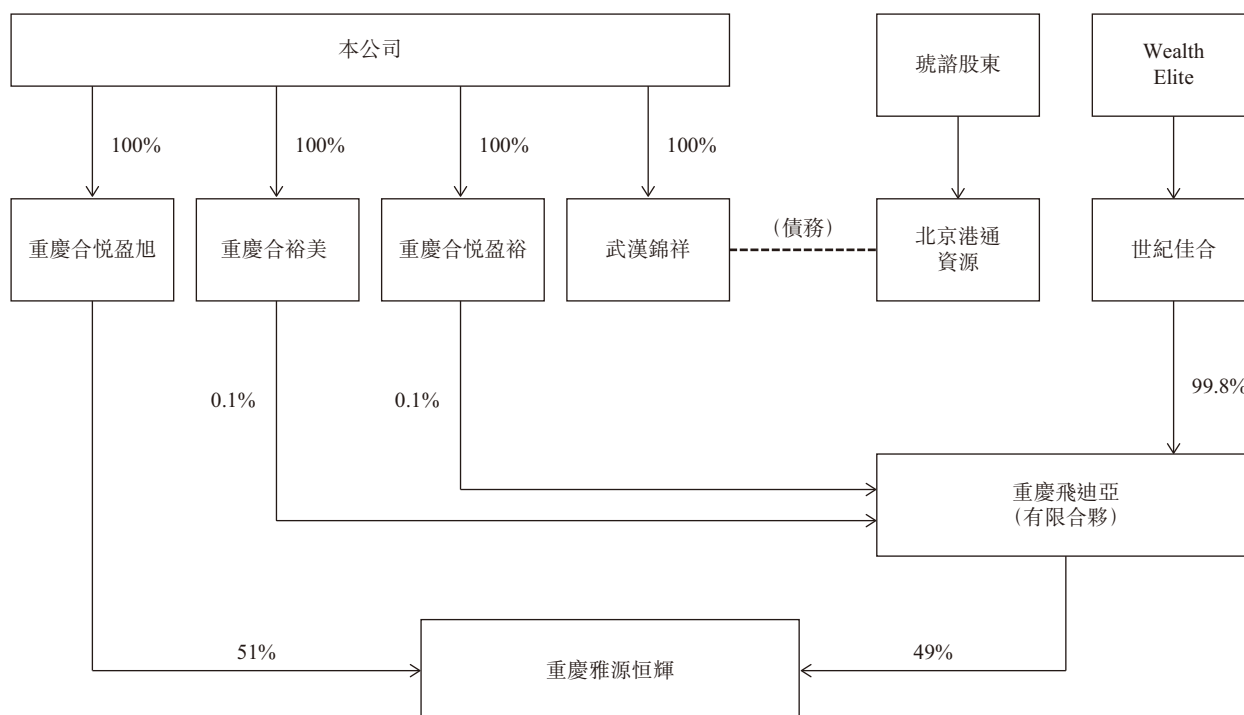 本公司
琥諮股東
Wealth
Elite
100%
100%
100%
100%
重慶合悦盈旭
重慶合裕美
重慶合悦盈裕
武漢錦祥
（債務）
北京港通
資源
世紀佳合
0.1%
0.1%
99.8%
重慶飛迪亞
（有限合夥）
51%
重慶雅源恒輝
49%